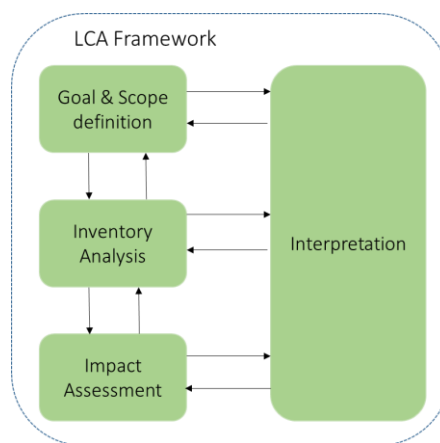 LCA Framework
Goal & Scope
definition
Inventory
Analysis
Impact
Assessment
Interpretation